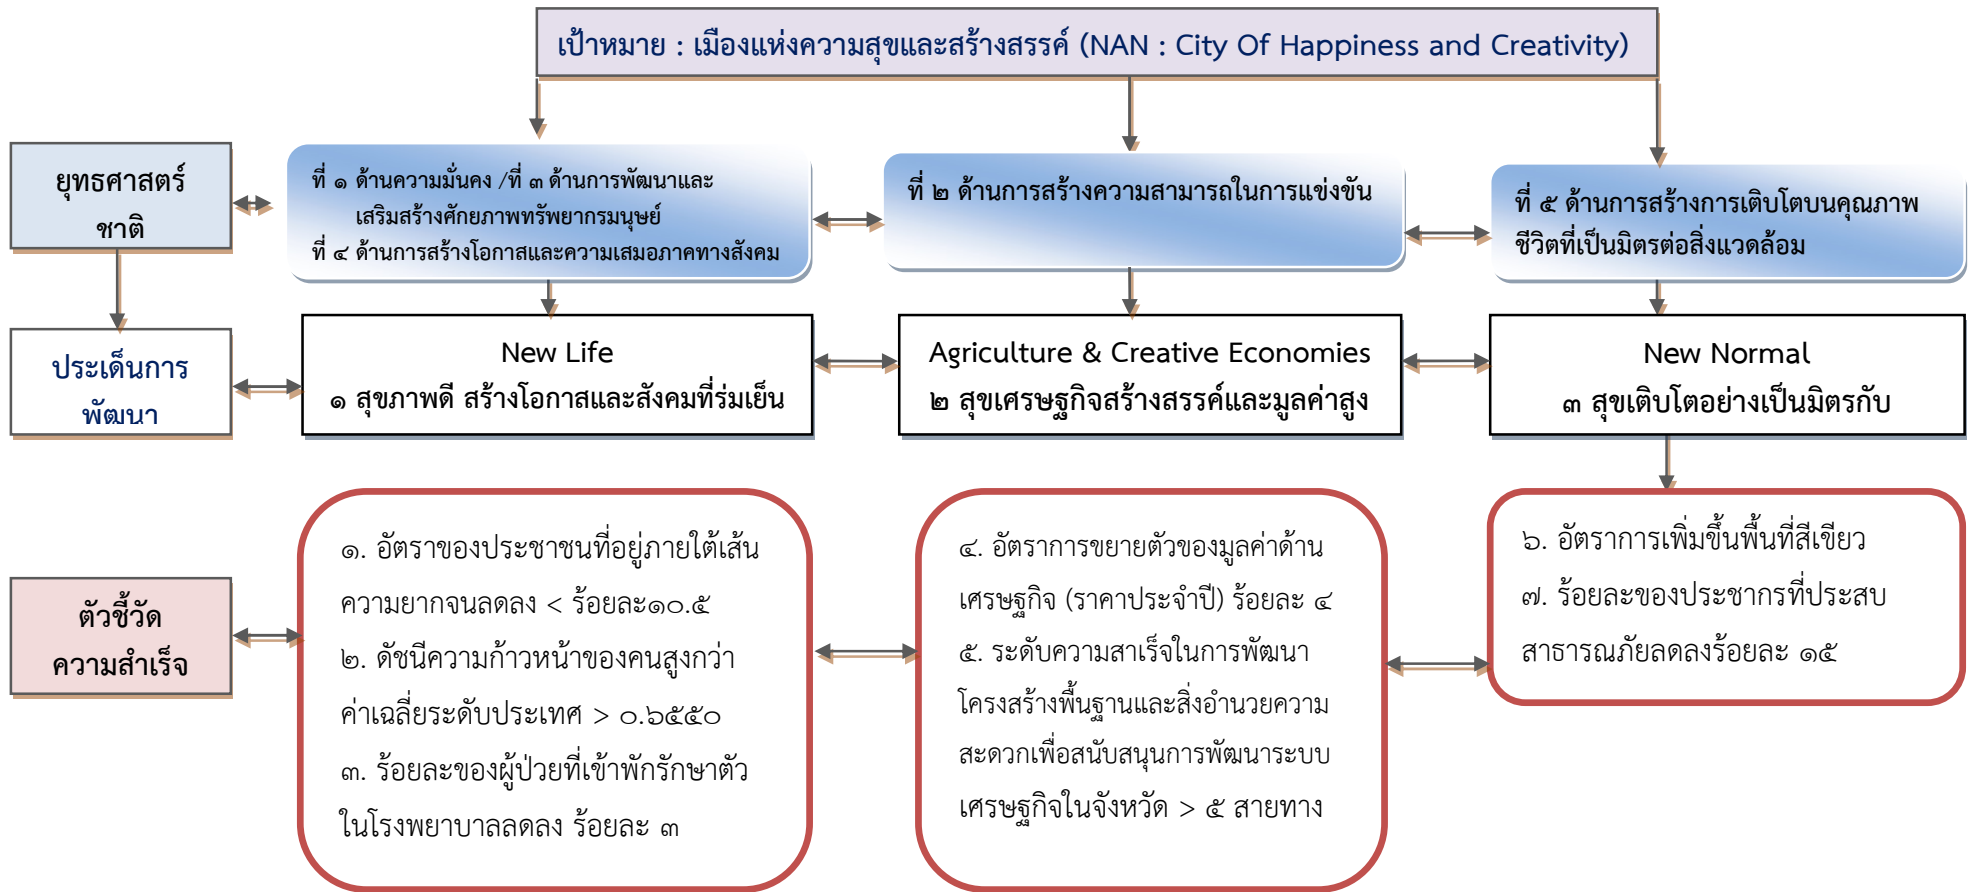 เป้าหมาย : เมืองแห่งความสุขและสร้างสรรค์ (NAN : City Of Happiness and Creativity)
ยุทธศาสตร์
ชาติ
ที่ ๑ ด้านความมั่นคง /ที่ ๓ ด้านการพัฒนาและ
เสริมสร้างศักยภาพทรัพยากรมนุษย์
ที่ ๔ ด้านการสร้างโอกาสและความเสมอภาคทางสังคม
ที่ ๒ ด้านการสร้างความสามารถในการแข่งขัน
ที่ ๕ ด้านการสร้างการเติบโตบนคุณภาพ
ชีวิตที่เป็นมิตรต่อสิ่งแวดล้อม
ประเด็นการ
พัฒนา
New Life
๑ สุขภาพดี สร้างโอกาสและสังคมที่ร่มเย็น
Agriculture & Creative Economies
๒ สุขเศรษฐกิจสร้างสรรค์และมูลค่าสูง
New Normal
๓ สุขเติบโตอย่างเป็นมิตรกับ
ตัวชี้วัด
ความสำเร็จ
๑. อัตราของประชาชนที่อยู่ภายใต้เส้น
ความยากจนลดลง < ร้อยละ๑๐.๕
๒. ดัชนีความก้าวหน้าของคนสูงกว่า
ค่าเฉลี่ยระดับประเทศ > ๐.๖๕๕๐
๓. ร้อยละของผู้ป่วยที่เข้าพักรักษาตัว
ในโรงพยาบาลลดลง ร้อยละ ๓
๔. อัตราการขยายตัวของมูลค่าด้าน
เศรษฐกิจ (ราคาประจำปี) ร้อยละ ๔
๕. ระดับความสาเร็จในการพัฒนา
โครงสร้างพื้นฐานและสิ่งอำนวยความ
สะดวกเพื่อสนับสนุนการพัฒนาระบบ
เศรษฐกิจในจังหวัด > ๕ สายทาง
๖. อัตราการเพิ่มขึ้นพื้นที่สีเขียว
๗. ร้อยละของประชากรที่ประสบ
สาธารณภัยลดลงร้อยละ ๑๕